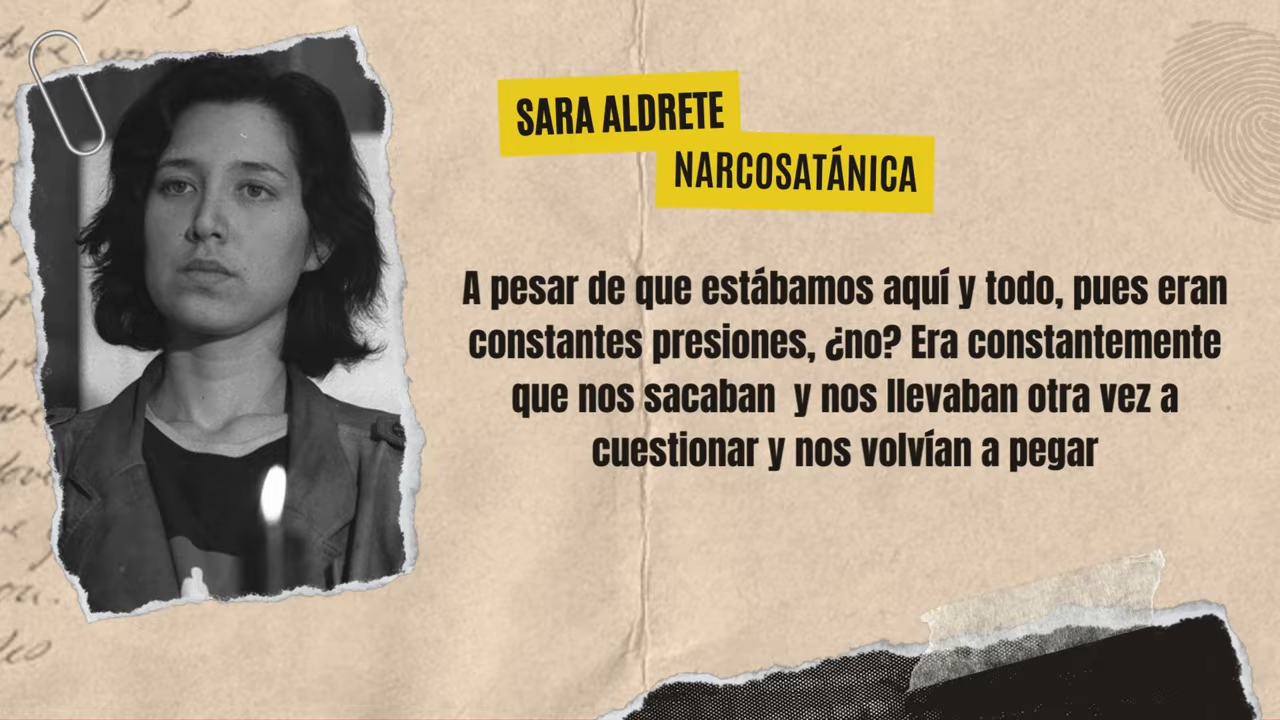 SARA ALDRETE
NARCOSATÁNICA
A pesar de que estábamos aquí y todo, pues eran
constantes presiones, ¿no? Era constantemente
que nos sacaban y nos llevaban otra vez a
cuestionar y nos volvían a pegar